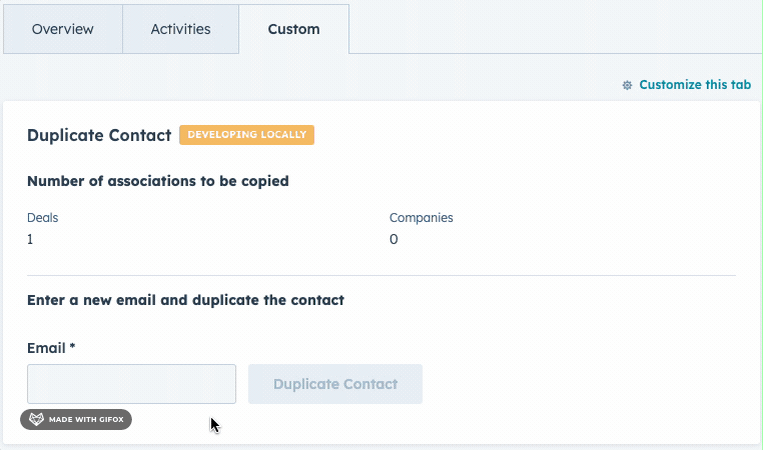 Overview Activities Custom
Customize this tab
Duplicate Contact DEVELOPING LOCALLY
Number of associations to be copied
Deals Companies
1 0
Enter a new email and duplicate the contact
Email *
Duplicate Contact
MADE WITH GIFOX